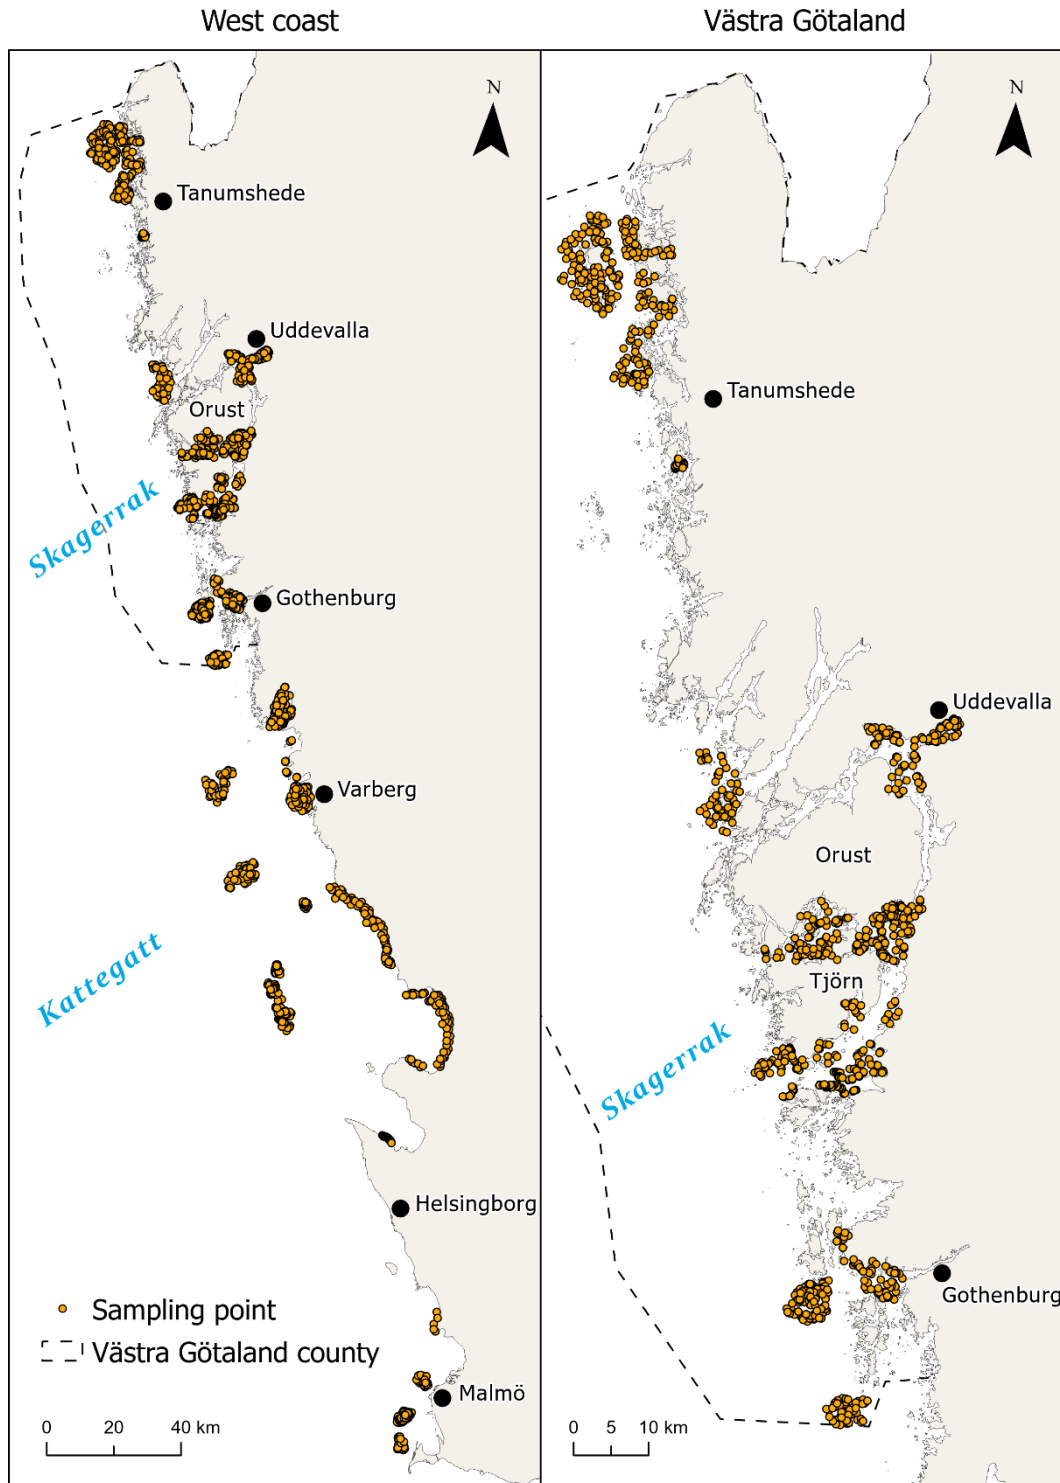 West coast
Västra Götaland
N
Tanumshede
Uddevalla
Orust
Skagerrak
Gothenburg
Varberg
Kattegatt
Helsingborg
Sampling point
Västra Götaland county
Malmö
0 20 40 km
N
Tanumshede
Uddevalla
Orust
Tjörn
Skagerrak
Gothenburg
0 5 10 km